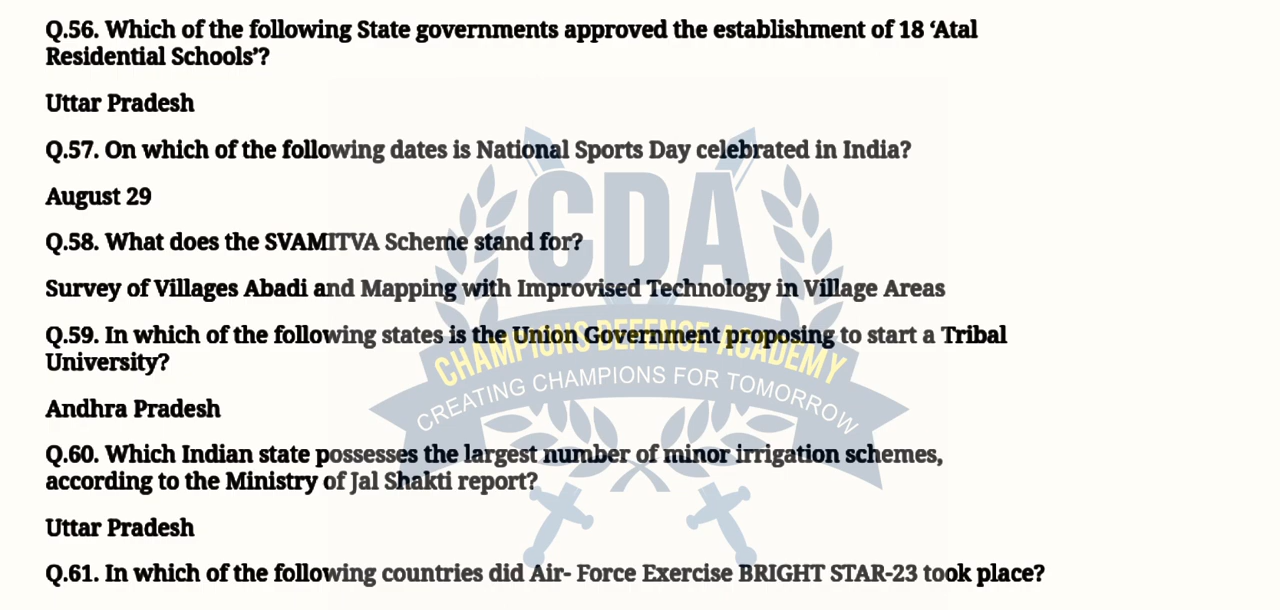 Q.56. Which of the following State governments approved the establishment of 18 ‘Atal
Residential Schools’?
Uttar Pradesh
Q.57. On which of the following dates is National Sports Day celebrated in India?
August 29
Q.58. What does the SVAMITVA Scheme stand for?
Survey of Villages Abadi and Mapping with Improvised Technology in Village Areas
Q.59. In which of the following states is the Union Government proposing to start a Tribal
University?
Andhra Pradesh
Q.60. Which Indian state possesses the largest number of minor irrigation schemes,
according to the Ministry of Jal Shakti report?
Uttar Pradesh
Q.61. In which of the following countries did Air- Force Exercise BRIGHT STAR-23 took place?
CDA
CHAMPIONS DEFENSE ACADEMY
CREATING CHAMPIONS FOR TOMORROW